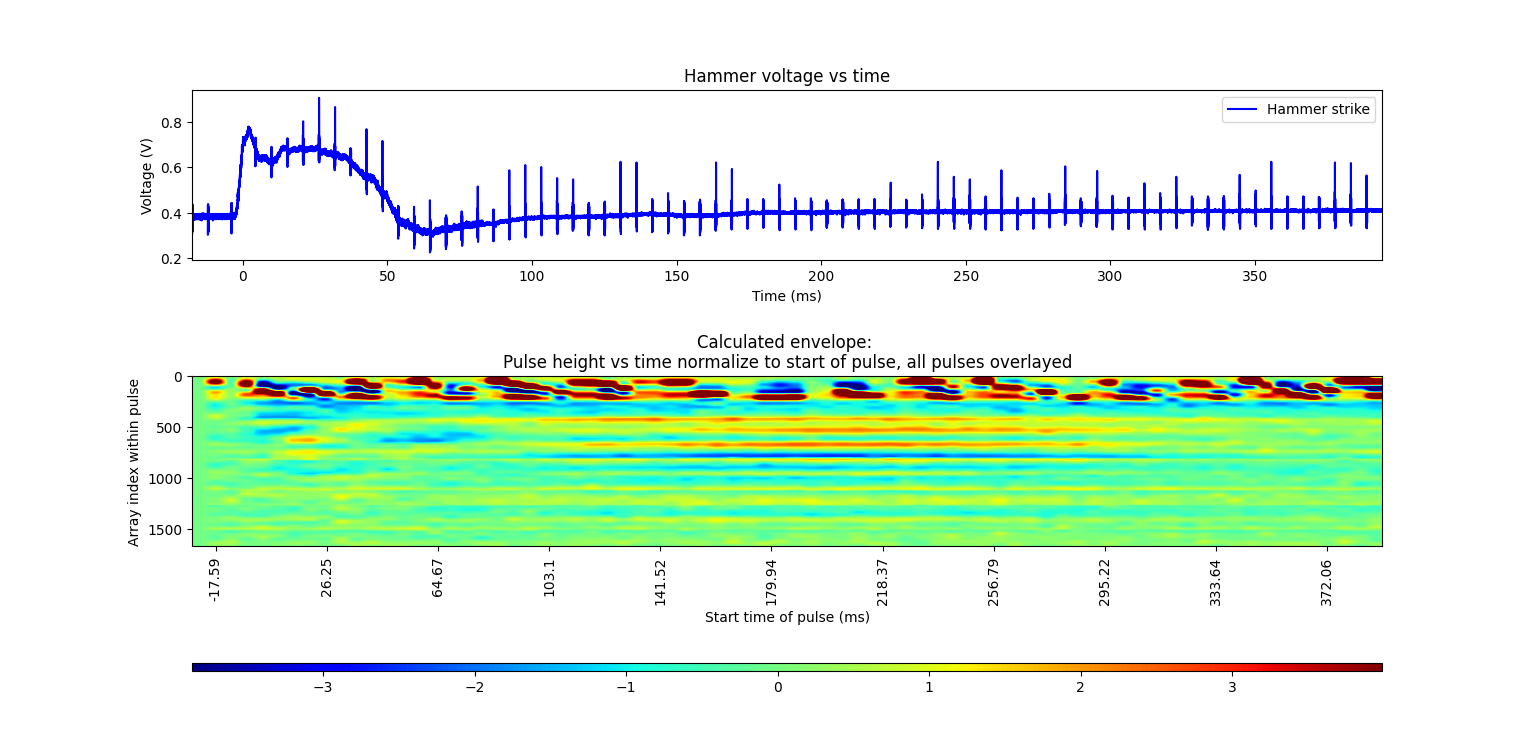 Hammer voltage vs time
Hammer strike
Voltage (V)
0.8
0.6
0.4
0.2
0 50 100 150 200 250 300 350
Time (ms)
Calculated envelope:
Pulse height vs time normalize to start of pulse, all pulses overlayed
Array index within pulse
0
500
1000
1500
-17.59 26.25 64.67 103.1 141.52 179.94 218.37 256.79 295.22 333.64 372.06
Start time of pulse (ms)
−3 −2 −1 0 1 2 3